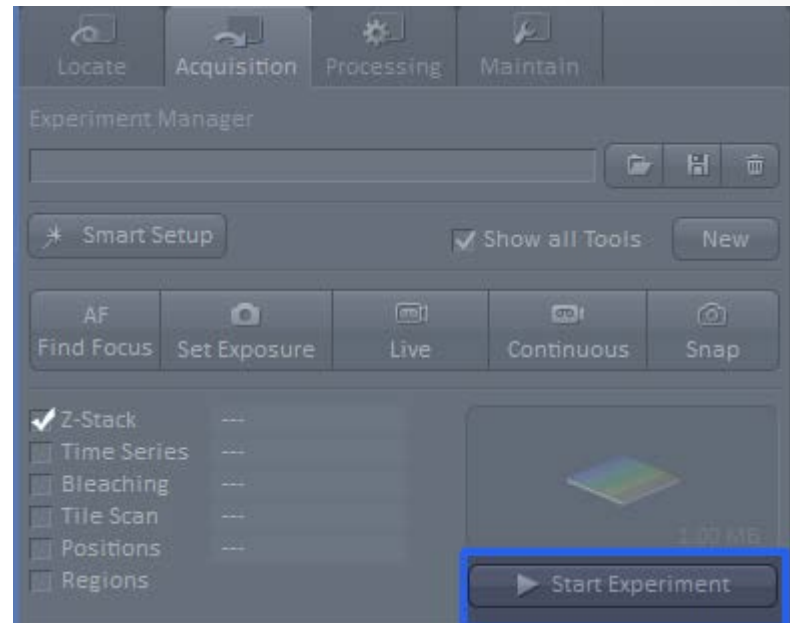 Locate Acquisition Processing Maintain
Experiment Manager
Smart Setup Show all Tools New
AF
Find Focus Set Exposure Live Continuous Snap
Z-Stack ---
Time Series ---
Bleaching ---
Tile Scan ---
Positions ---
1.00 MB
Regions
Start Experiment